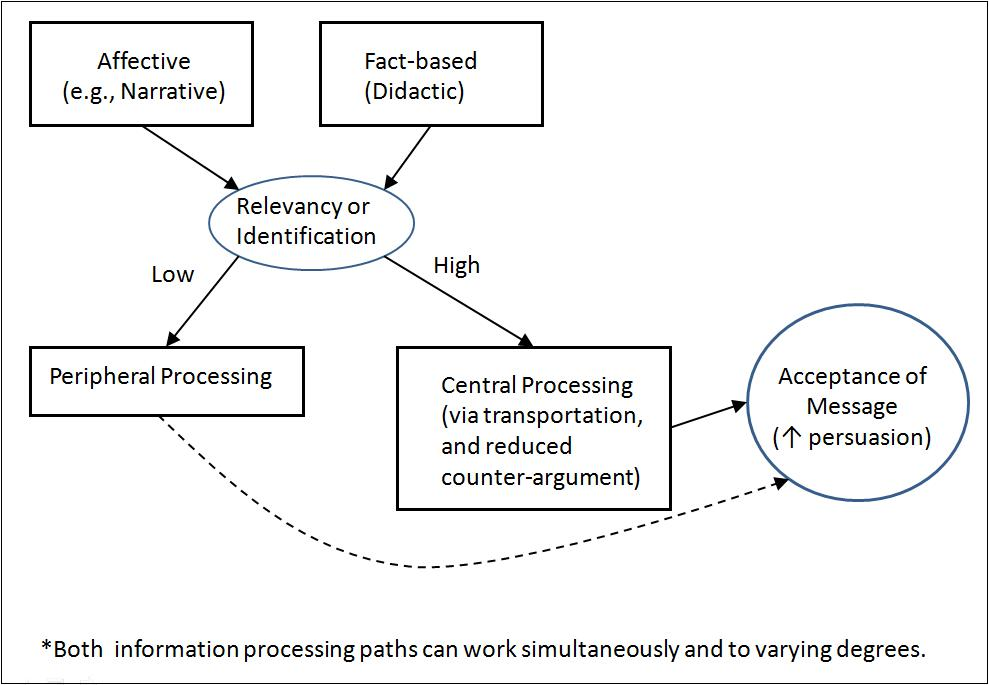 Affective
(e.g., Narrative)
Fact-based
(Didactic)
Relevancy or
Identification
Low
High
Peripheral Processing
Central Processing
(via transportation,
and reduced
counter-argument)
Acceptance of
Message
(↑ persuasion)
*Both information processing paths can work simultaneously and to varying degrees.